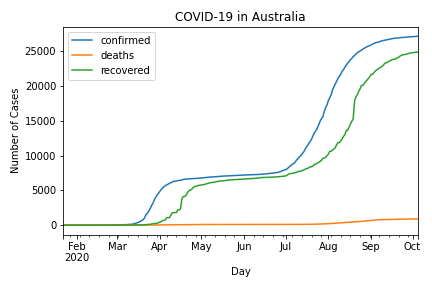 COVID-19 in Australia
confirmed
deaths
recovered
Number of Cases
25000
20000
15000
10000
5000
0
Feb Mar Apr May Jun Jul Aug Sep Oct
2020
Day